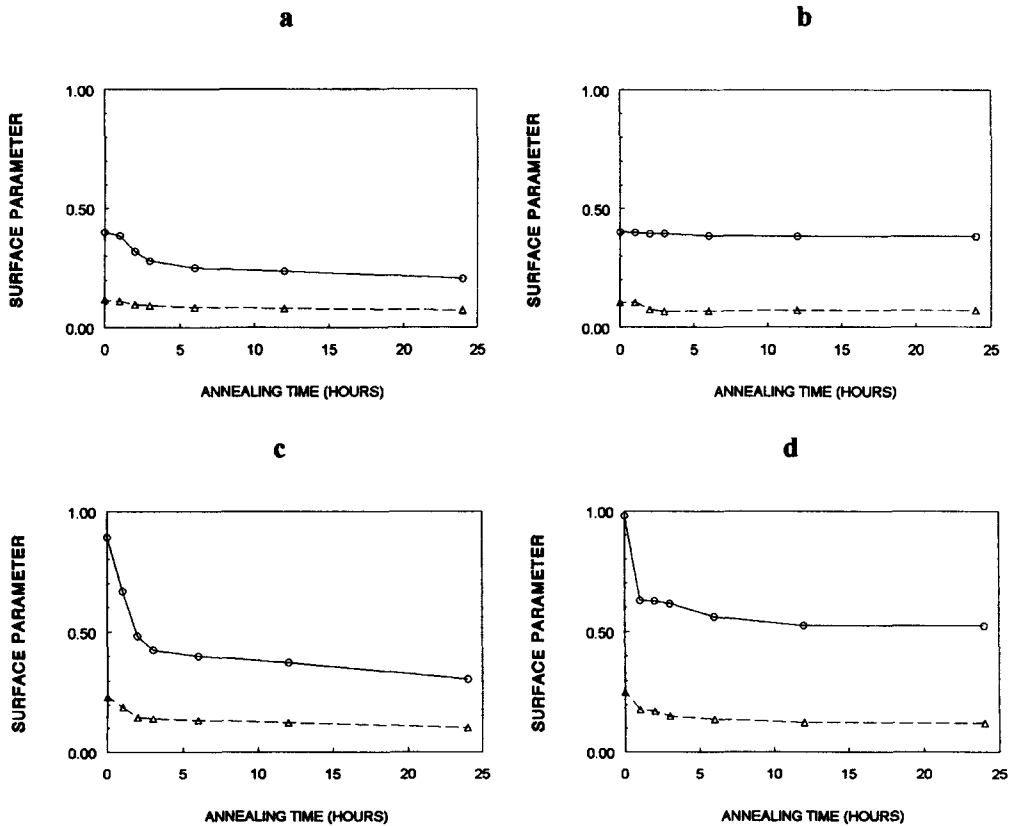 a
1.00
0.50
0.00
SURFACE PARAMETER
0 5 10 15 20 25
ANNEALING TIME (HOURS)
b
1.00
0.50
0.00
SURFACE PARAMETER
0 5 10 15 20 25
ANNEALING TIME (HOURS)
c
1.00
0.50
0.00
SURFACE PARAMETER
0 5 10 15 20 25
ANNEALING TIME (HOURS)
d
1.00
0.50
0.00
SURFACE PARAMETER
0 5 10 15 20 25
ANNEALING TIME (HOURS)